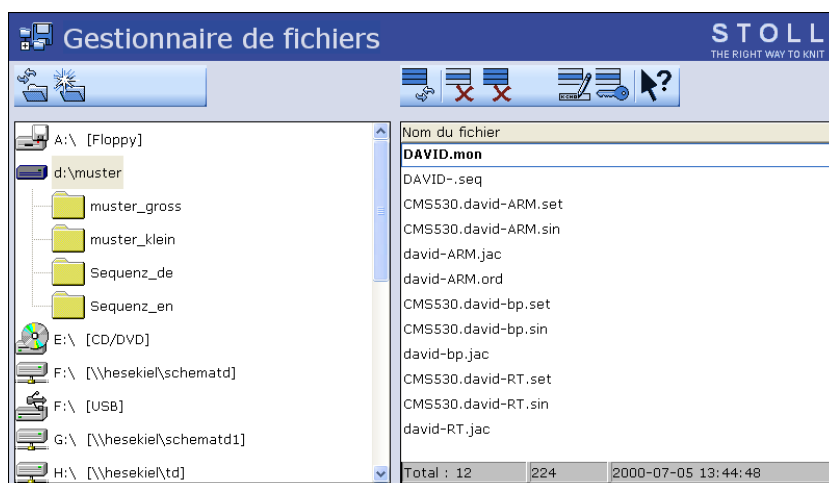 Gestionnaire de fichiers
STOLL
THE RIGHT WAY TO KNIT
A:\ [Floppy]
d:\muster
muster_gross
muster_klein
Sequenz_de
Sequenz_en
E:\ [CD/DVD]
F:\ [\\hesekiel\schematd]
F:\ [USB]
G:\ [\\hesekiel\schematd1]
H:\ [\\hesekiel\td]
Nom du fichier
DAVID.mon
DAVID-.seq
CMS530.david-ARM.set
CMS530.david-ARM.sin
david-ARM.jac
david-ARM.ord
CMS530.david-bp.set
CMS530.david-bp.sin
david-bp.jac
CMS530.david-RT.set
CMS530.david-RT.sin
david-RT.jac
Total : 12 224 2000-07-05 13:44:48